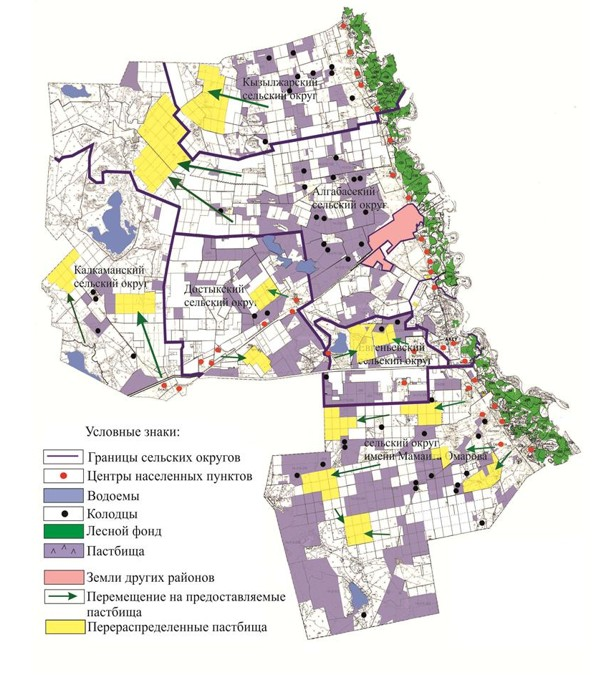 Кызылжарский
сельский округ
Алгабасский
сельский округ
Калкаманский
сельский округ
Достыкский
сельский округ
Евгеньевский
сельский округ
сельский округ
имени Мамаи Омарова
Условные знаки:
Границы сельских округов
Центры населенных пунктов
Водоемы
Колодцы
Лесной фонд
Пастбища
Земли других районов
Перемещение на предоставляемые
пастбища
Перераспределенные пастбища